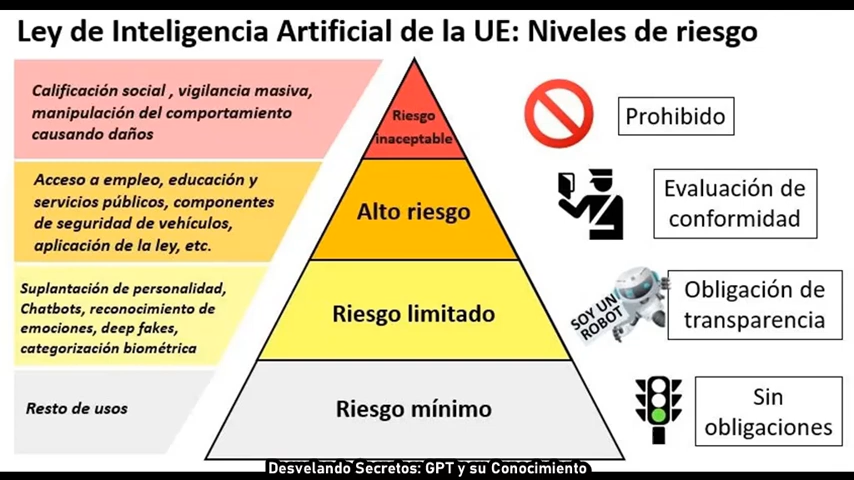 Ley de Inteligencia Artificial de la UE: Niveles de riesgo
Calificación social , vigilancia masiva,
manipulación del comportamiento
causando daños
Riesgo
inaceptable
Prohibido
Acceso a empleo, educación y
servicios públicos, componentes
de seguridad de vehículos,
aplicación de la ley, etc.
Alto riesgo
Evaluación de
conformidad
Suplantación de personalidad,
Chatbots, reconocimiento de
emociones, deep fakes,
categorización biométrica
Riesgo limitado
SOY UN
ROBOT
Obligación de
transparencia
Resto de usos
Riesgo mínimo
Sin
obligaciones
Desvelando Secretos: GPT y su Conocimiento